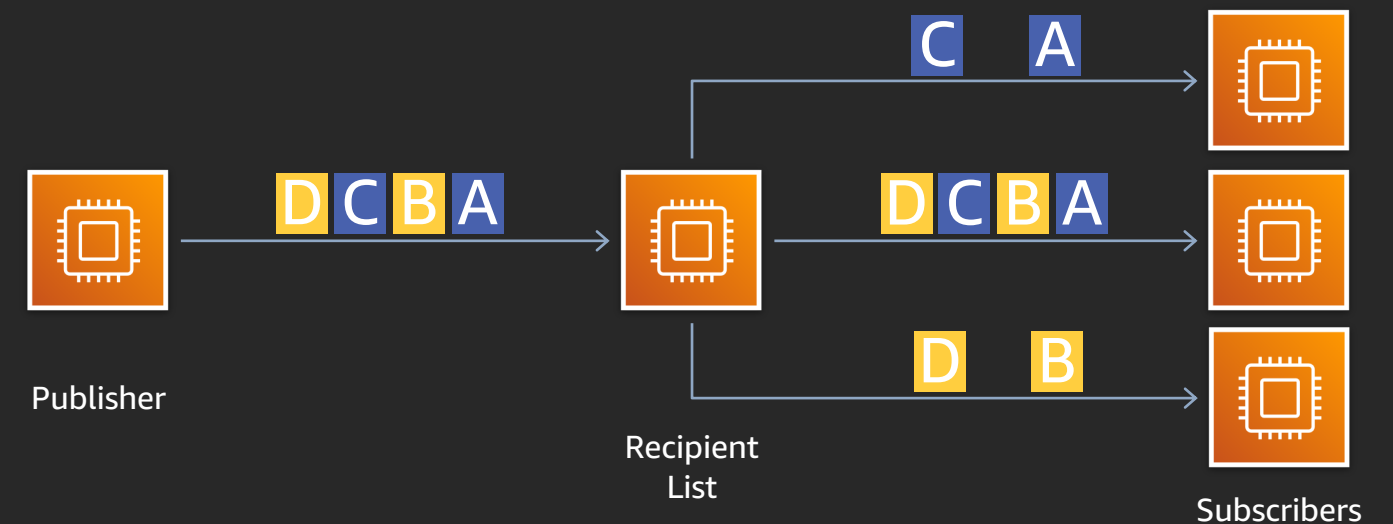 C A
D C B A
D C B A
D B
Publisher
Recipient
List
Subscribers